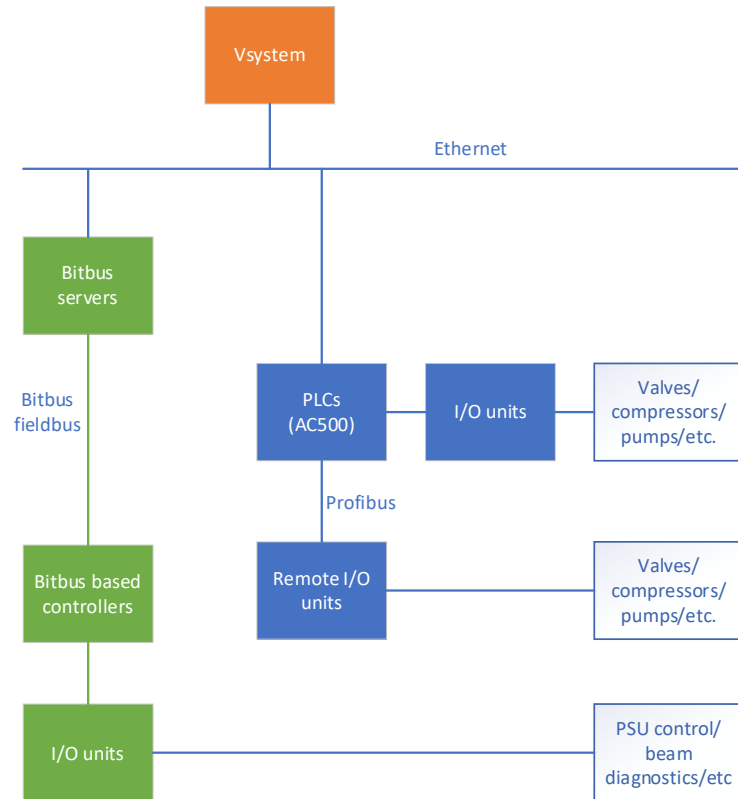 Vsystem
Ethernet
Bitbus
servers
Bitbus
fieldbus
PLCs
(AC500)
I/O units
Valves/
compressors/
pumps/etc.
Profibus
Bitbus based
controllers
Remote I/O
units
Valves/
compressors/
pumps/etc.
I/O units
PSU control/
beam
diagnostics/etc